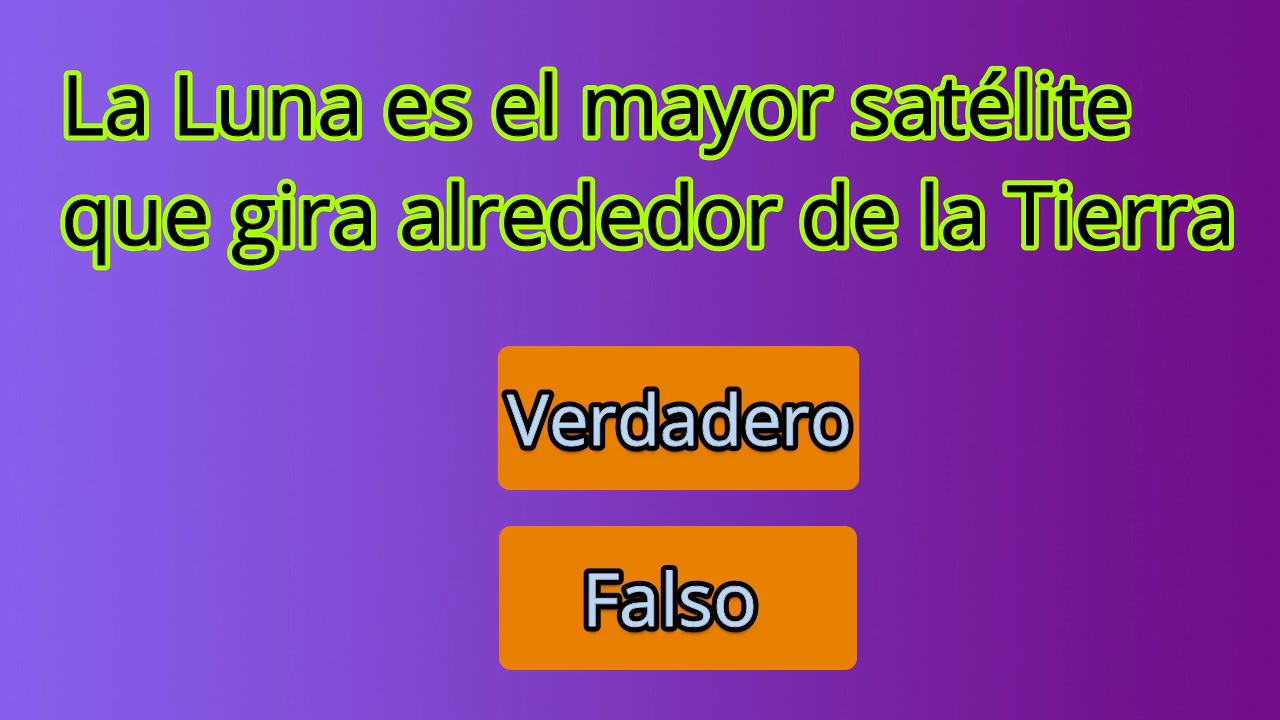 La Luna es el mayor satélite
que gira alrededor de la Tierra
Verdadero
Falso